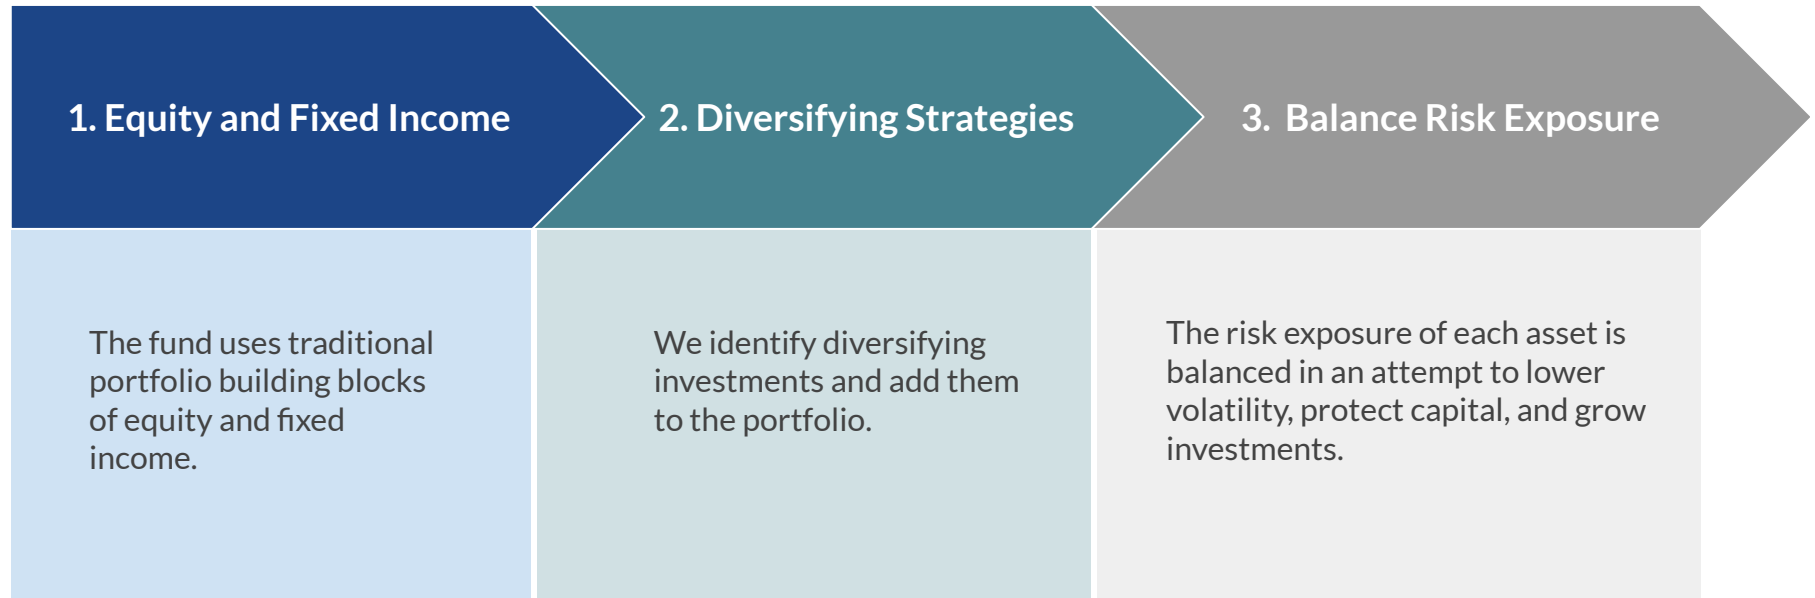 1. Equity and Fixed Income
2. Diversifying Strategies
3. Balance Risk Exposure
The fund uses traditional
portfolio building blocks
of equity and fixed
income.
We identify diversifying
investments and add them
to the portfolio.
The risk exposure of each asset is
balanced in an attempt to lower
volatility, protect capital, and grow
investments.